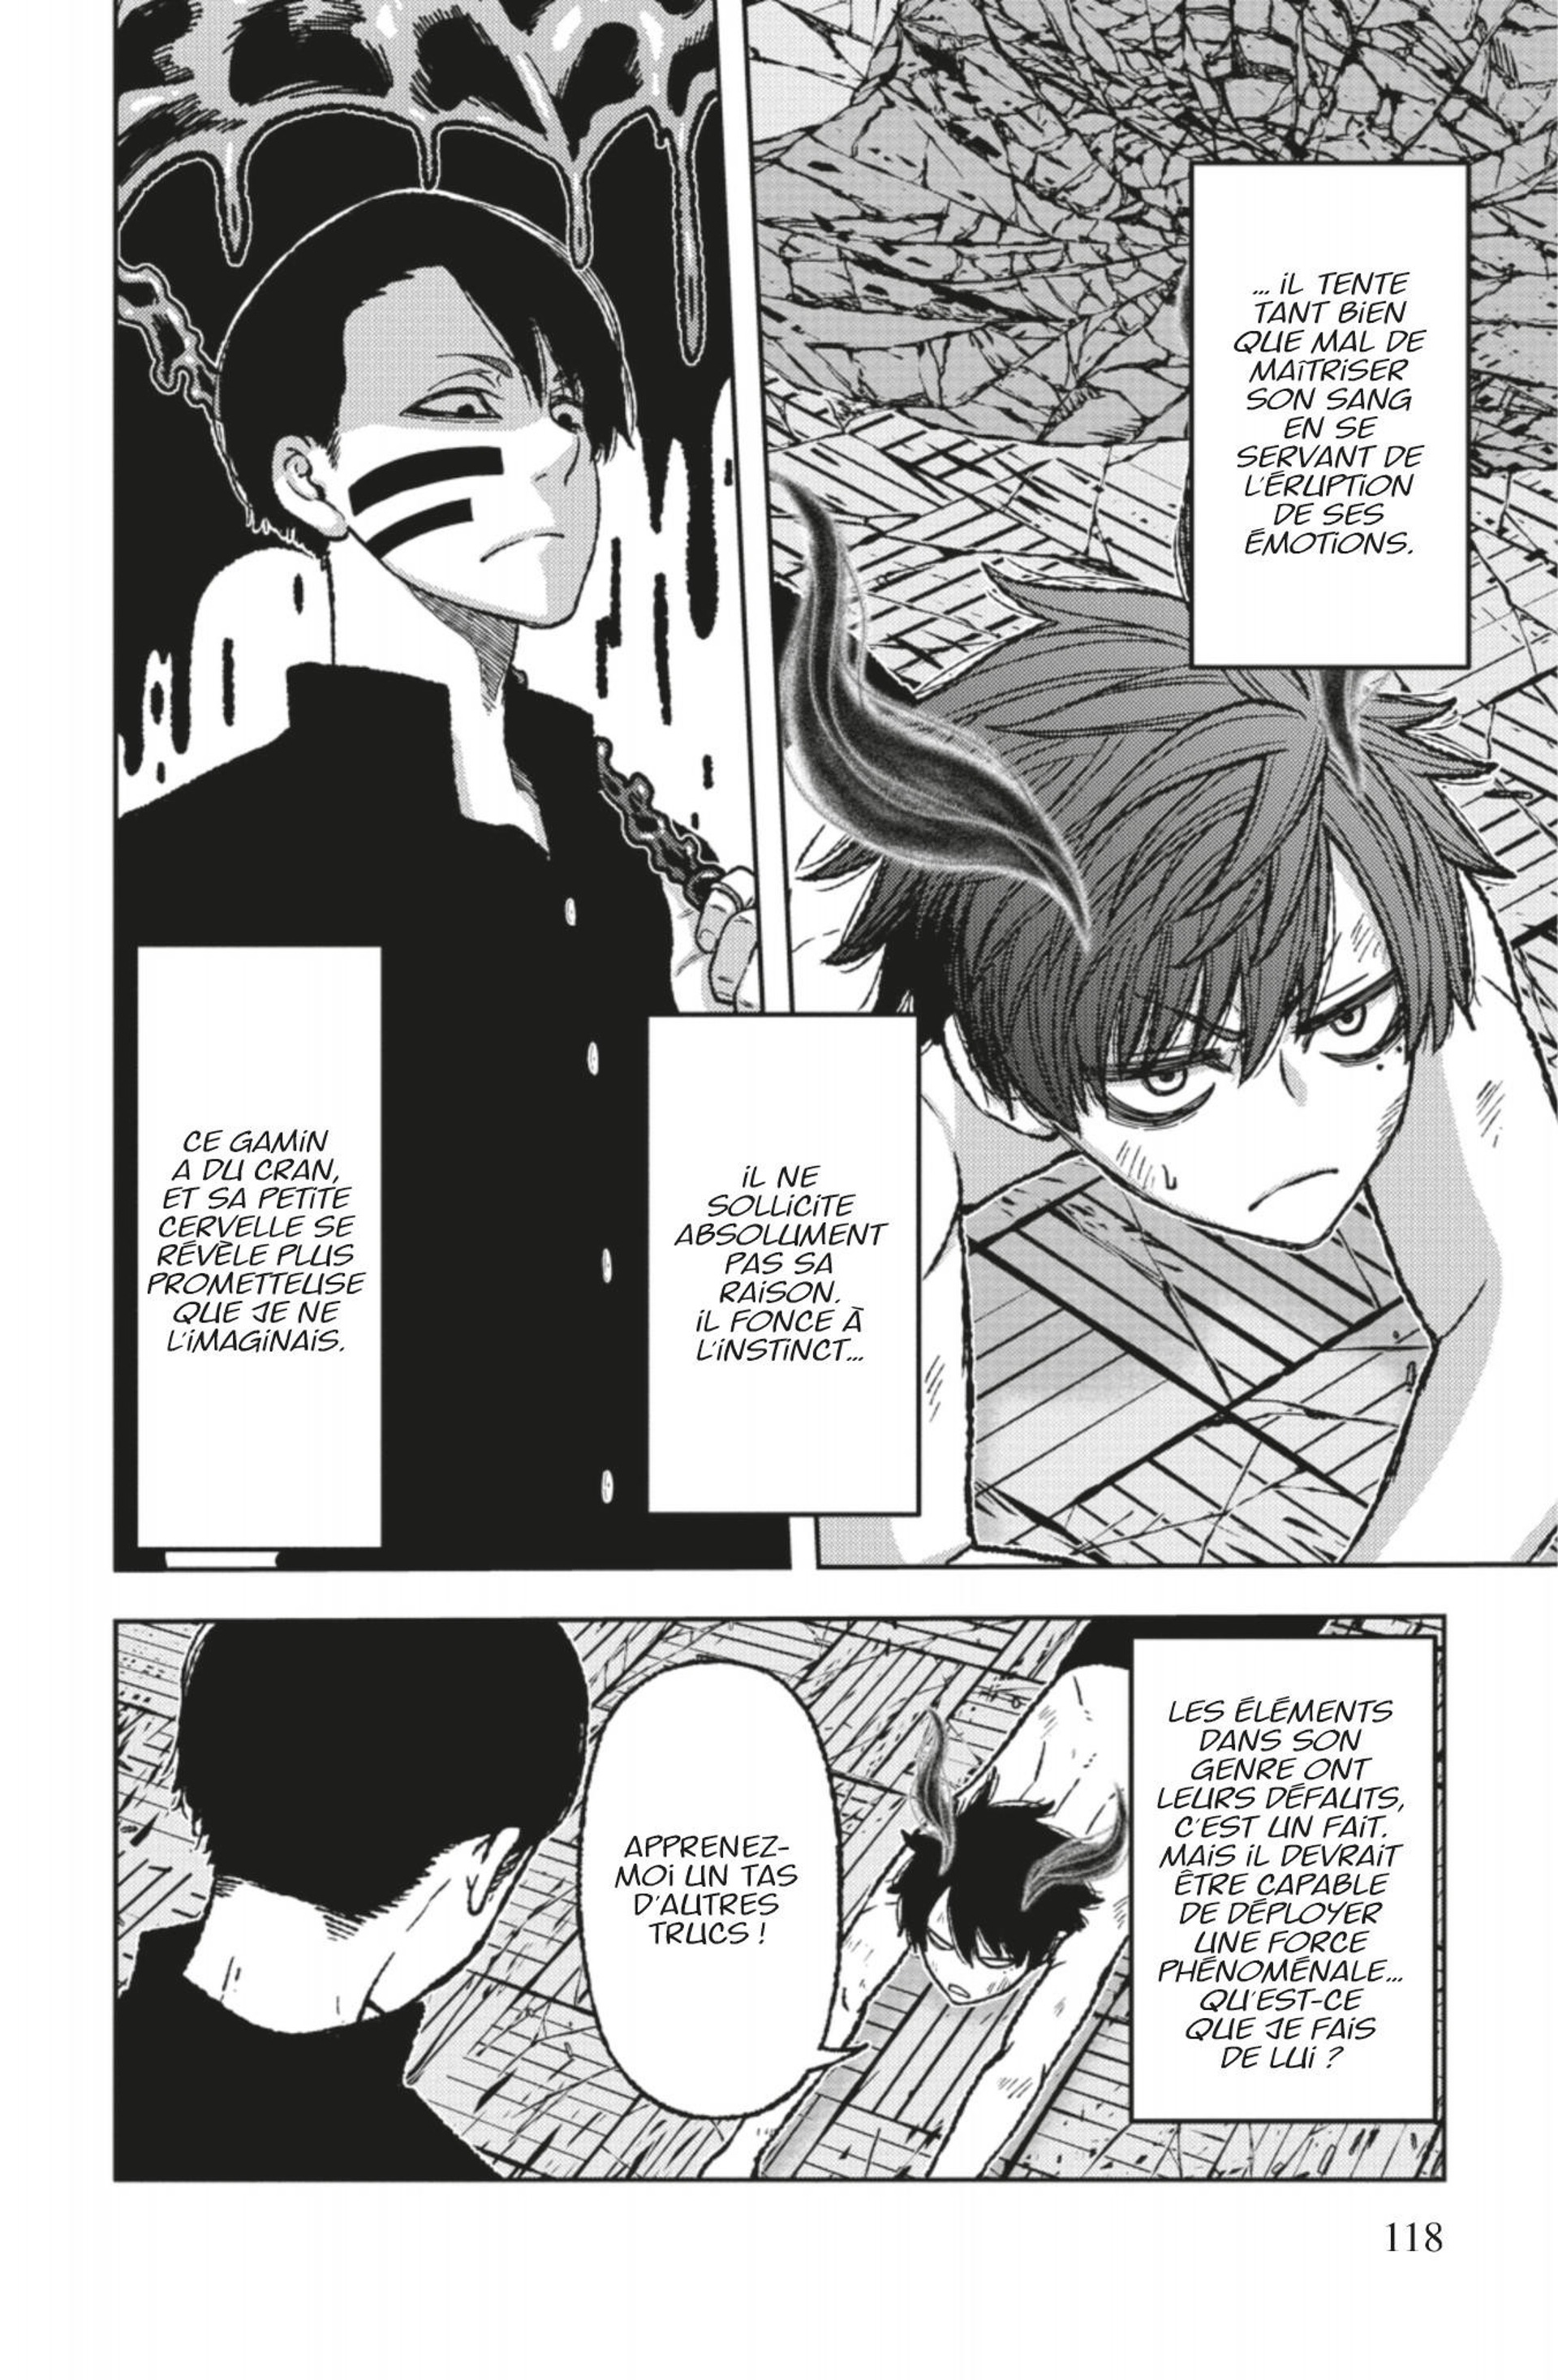 ... IL TENTE
TANT BIEN
QUE MAL DE
MAÎTRISER
SON SANG
EN SE
SERVANT DE
L'ÉRUPTION
DE SES
ÉMOTIONS.
IL NE
SOLLICITE
ABSOLUMENT
PAS SA
RAISON.
IL FONCE À
L'INSTINCT...
CE GAMIN
A DU CRAN,
ET SA PETITE
CERVELLE SE
RÉVÈLE PLUS
PROMETTEUSE
QUE JE NE
L'IMAGINAIS.
LES ÉLÉMENTS
DANS SON
GENRE ONT
LEURS DÉFAUTS,
C'EST UN FAIT.
MAIS IL DEVRAIT
ÊTRE CAPABLE
DE DÉPLOYER
UNE FORCE
PHÉNOMÉNALE...
QU'EST-CE
QUE JE FAIS
DE LUI ?
APPRENEZ-
MOI UN TAS
D'AUTRES
TRUCS !
118